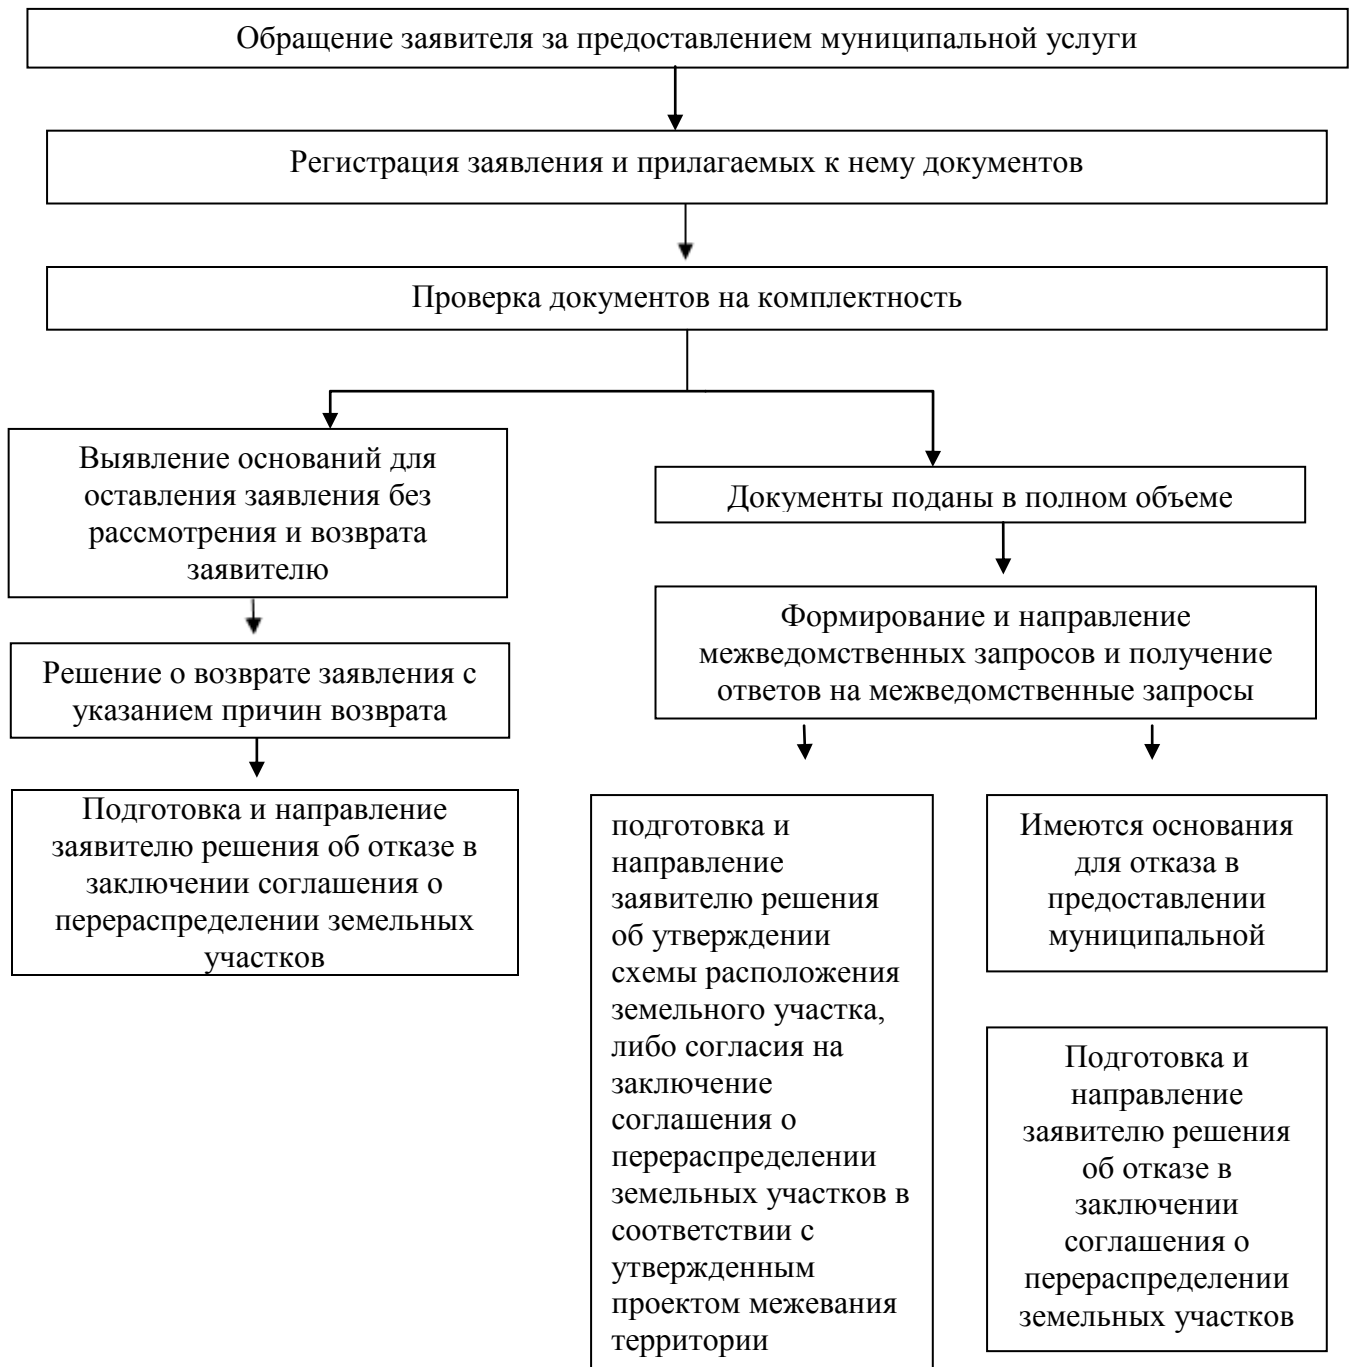 Обращение заявителя за предоставлением муниципальной услуги
Регистрация заявления и прилагаемых к нему документов
Проверка документов на комплектность
Выявление оснований для
оставления заявления без
рассмотрения и возврата
заявителю
Решение о возврате заявления с
указанием причин возврата
Подготовка и направление
заявителю решения об отказе в
заключении соглашения о
перераспределении земельных
участков
Документы поданы в полном объеме
Формирование и направление
межведомственных запросов и получение
ответов на межведомственные запросы
подготовка и
направление
заявителю решения
об утверждении
схемы расположения
земельного участка,
либо согласия на
заключение
соглашения о
перераспределении
земельных участков в
соответствии с
утвержденным
проектом межевания
территории
Имеются основания
для отказа в
предоставлении
муниципальной
Подготовка и
направление
заявителю решения
об отказе в
заключении
соглашения о
перераспределении
земельных участков